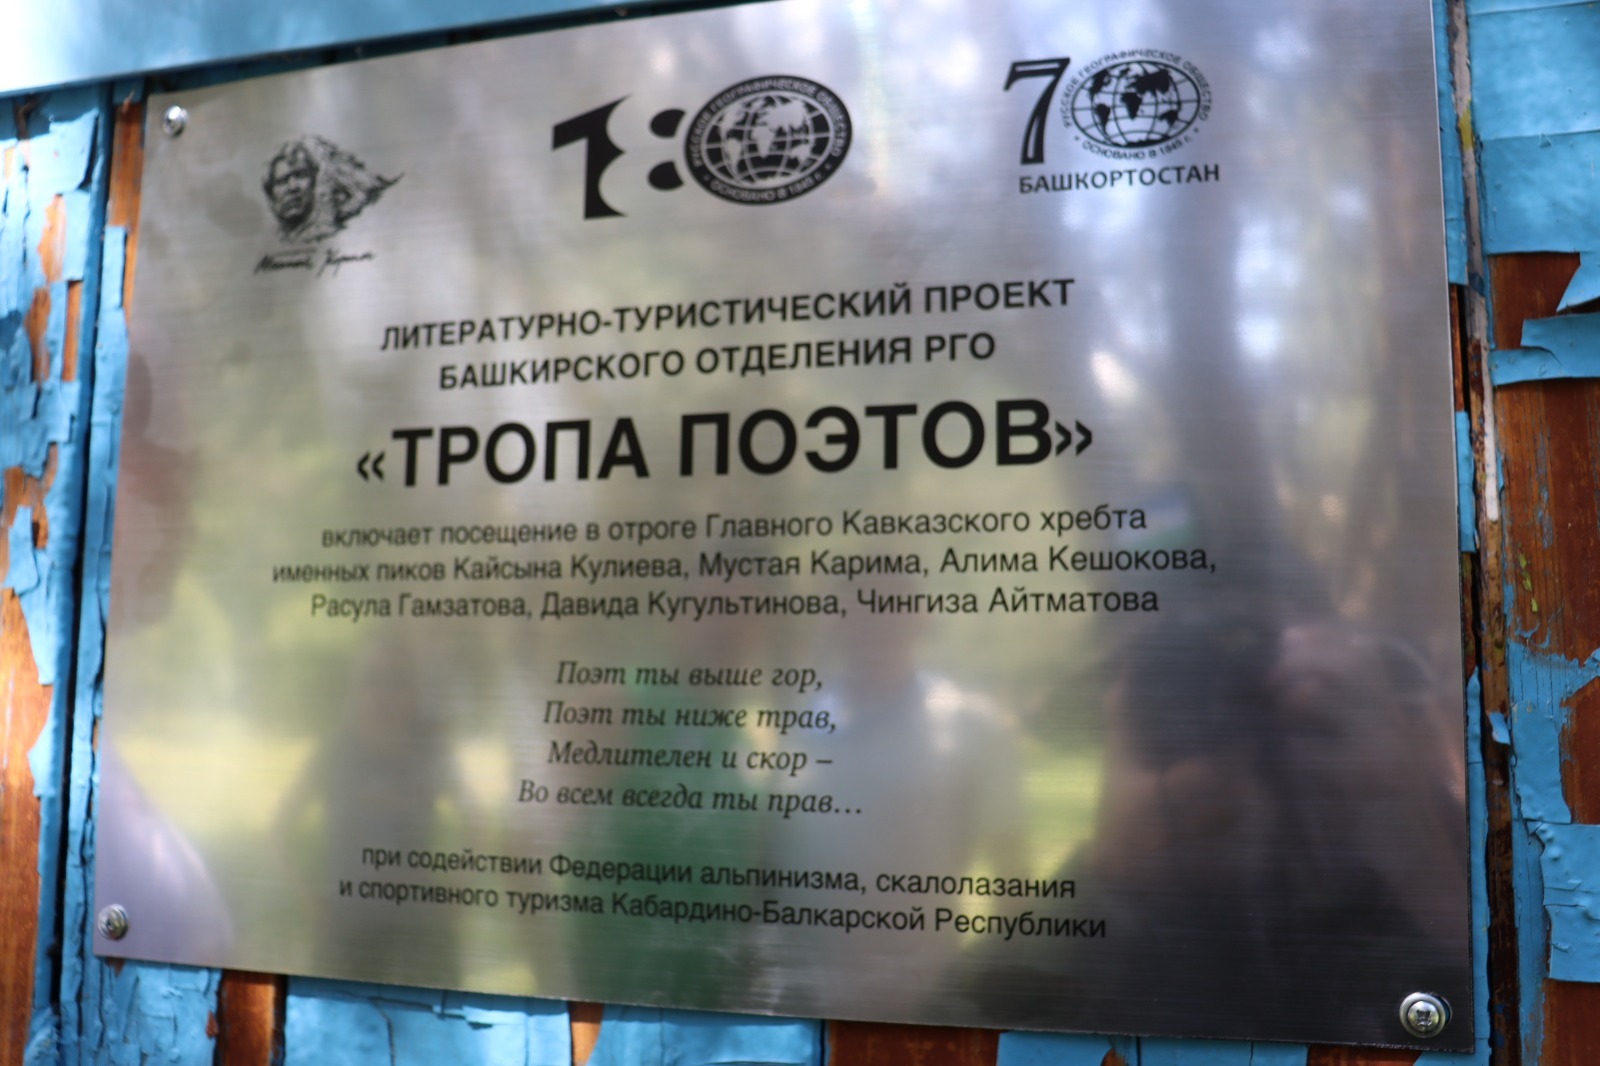 Мустай Карим
180
РУССКОЕ ГЕОГРАФИЧЕСКОЕ ОБЩЕСТВО
ОСНОВАНО В 1845 г.
70
РУССКОЕ ГЕОГРАФИЧЕСКОЕ ОБЩЕСТВО
ОСНОВАНО В 1845 г.
БАШКОРТОСТАН
ЛИТЕРАТУРНО-ТУРИСТИЧЕСКИЙ ПРОЕКТ
БАШКИРСКОГО ОТДЕЛЕНИЯ РГО
«ТРОПА ПОЭТОВ»
включает посещение в отроге Главного Кавказского хребта
именных пиков Кайсына Кулиева, Мустая Карима, Алима Кешокова,
Расула Гамзатова, Давида Кугультинова, Чингиза Айтматова
Поэт ты выше гор,
Поэт ты ниже трав,
Медлителен и скор –
Во всем всегда ты прав…
при содействии Федерации альпинизма, скалолазания
и спортивного туризма Кабардино-Балкарской Республики